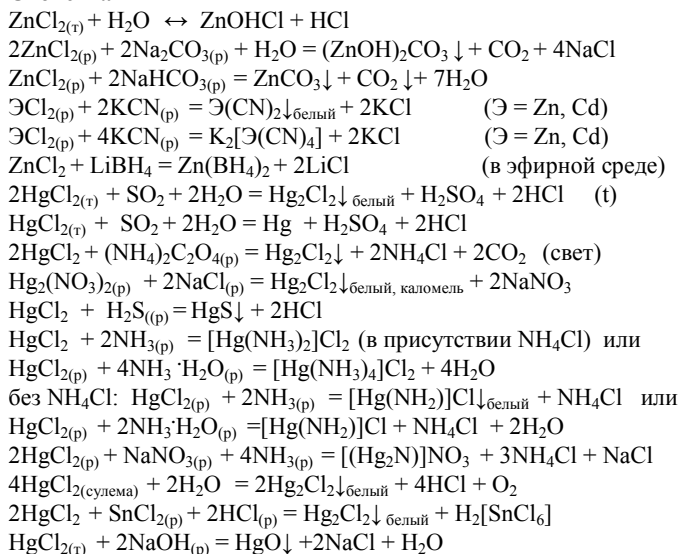 ZnCl₂₍т₎ + H₂O ↔ ZnOHCl + HCl
2ZnCl₂₍р₎ + 2Na₂CO₃₍р₎ + H₂O = (ZnOH)₂CO₃ ↓ + CO₂ + 4NaCl
ZnCl₂₍р₎ + 2NaHCO₃₍р₎ = ZnCO₃↓ + CO₂ ↓+ 7H₂O
ЭCl₂₍р₎ + 2KCN₍р₎ = Э(CN)₂↓белый + 2KCl (Э = Zn, Cd)
ЭCl₂₍р₎ + 4KCN₍р₎ = K₂[Э(CN)₄] + 2KCl (Э = Zn, Cd)
ZnCl₂ + LiBH₄ = Zn(BH₄)₂ + 2LiCl (в эфирной среде)
2HgCl₂₍т₎ + SO₂ + 2H₂O = Hg₂Cl₂↓ белый + H₂SO₄ + 2HCl (t)
HgCl₂₍т₎ + SO₂ + 2H₂O = Hg + H₂SO₄ + 2HCl
2HgCl₂ + (NH₄)₂C₂O₄₍р₎ = Hg₂Cl₂↓ + 2NH₄Cl + 2CO₂ (свет)
Hg₂(NO₃)₂₍р₎ + 2NaCl₍р₎ = Hg₂Cl₂↓белый, каломель + 2NaNO₃
HgCl₂ + H₂S₍₍р₎ = HgS↓ + 2HCl
HgCl₂ + 2NH₃₍р₎ = [Hg(NH₃)₂]Cl₂ (в присутствии NH₄Cl) или
HgCl₂₍р₎ + 4NH₃ ·H₂O₍р₎ = [Hg(NH₃)₄]Cl₂ + 4H₂O
без NH₄Cl: HgCl₂₍р₎ + 2NH₃₍р₎ = [Hg(NH₂)]Cl↓белый + NH₄Cl или
HgCl₂₍р₎ + 2NH₃·H₂O₍р₎ =[Hg(NH₂)]Cl + NH₄Cl + 2H₂O
2HgCl₂₍р₎ + NaNO₃₍р₎ + 4NH₃₍р₎ = [(Hg₂N)]NO₃ + 3NH₄Cl + NaCl
4HgCl₂₍сулема₎ + 2H₂O = 2Hg₂Cl₂↓белый + 4HCl + O₂
2HgCl₂ + SnCl₂₍р₎ + 2HCl₍р₎ = Hg₂Cl₂↓ белый + H₂[SnCl₆]
HgCl₂₍т₎ + 2NaOH₍р₎ = HgO↓ +2NaCl + H₂O